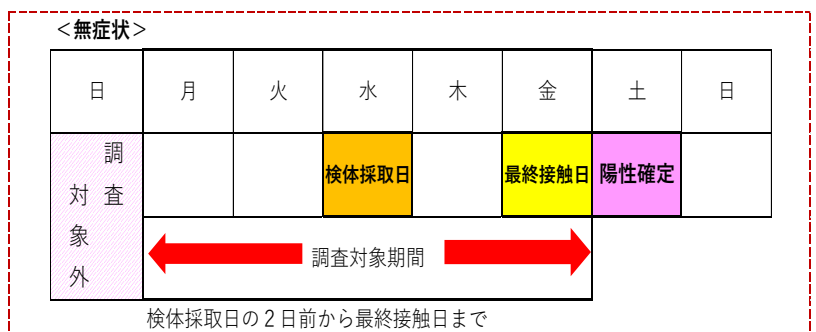 ＜無症状＞
日 月 火 水 木 金 土 日
調査対象外
検体採取日 最終接触日 陽性確定
調査対象期間
検体採取日の２日前から最終接触日まで